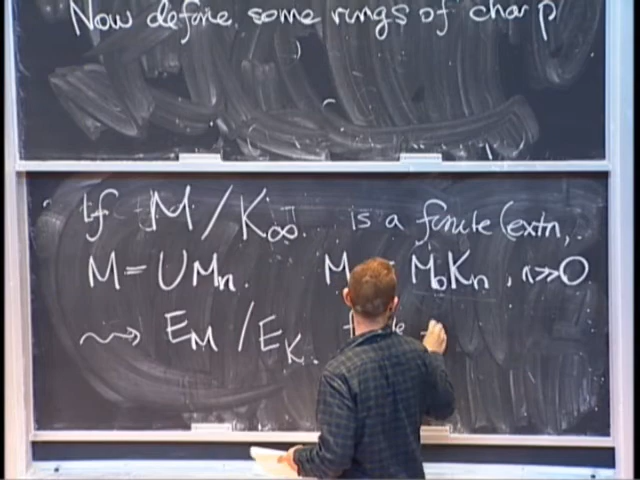 Now define some rings of char p
If M / K∞ is a finite extn,
M = ∪ Mn. M = M0Kn, n≫0
⇝ EM / EK.